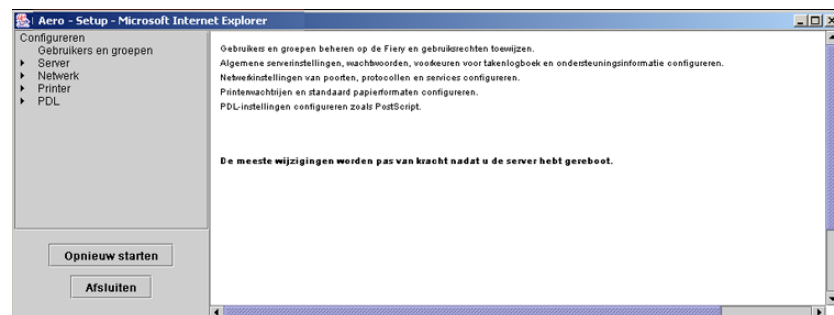 Aero - Setup - Microsoft Internet Explorer
Configureren
Gebruikers en groepen
Server
Netwerk
Printer
PDL
Gebruikers en groepen beheren op de Fiery en gebruiksrechten toewijzen.
Algemene serverinstellingen, wachtwoorden, voorkeuren voor takenlogboek en ondersteuningsinformatie configureren.
Netwerkinstellingen van poorten, protocollen en services configureren.
Printerwachtrijen en standaard papierformaten configureren.
PDL-instellingen configureren zoals PostScript.
De meeste wijzigingen worden pas van kracht nadat u de server hebt gereboot.
Opnieuw starten
Afsluiten